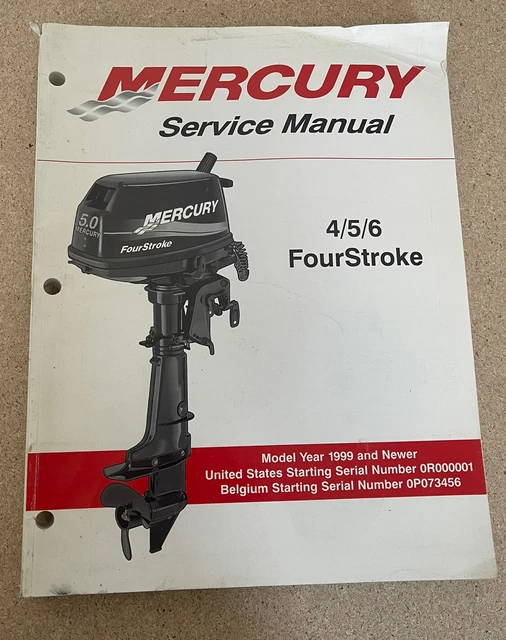 MERCURY
Service Manual
5.0
MERCURY
MERCURY
FourStroke
4/5/6
FourStroke
Model Year 1999 and Newer
United States Starting Serial Number 0R000001
Belgium Starting Serial Number 0P073456